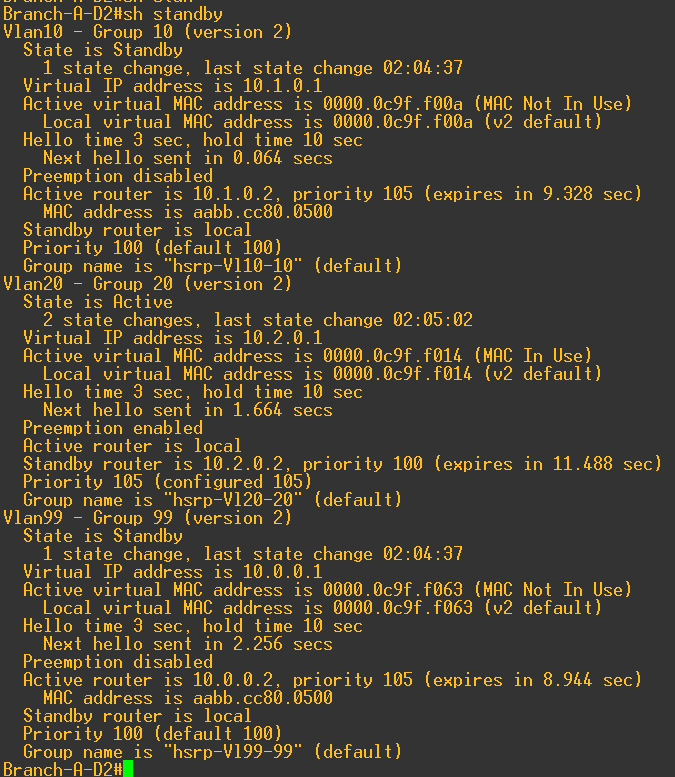 Branch-A-D2#sh standby
Vlan10 - Group 10 (version 2)
  State is Standby
    1 state change, last state change 02:04:37
  Virtual IP address is 10.1.0.1
  Active virtual MAC address is 0000.0c9f.f00a (MAC Not In Use)
    Local virtual MAC address is 0000.0c9f.f00a (v2 default)
  Hello time 3 sec, hold time 10 sec
    Next hello sent in 0.064 secs
  Preemption disabled
  Active router is 10.1.0.2, priority 105 (expires in 9.328 sec)
    MAC address is aabb.cc80.0500
  Standby router is local
  Priority 100 (default 100)
  Group name is "hsrp-Vl10-10" (default)
Vlan20 - Group 20 (version 2)
  State is Active
    2 state changes, last state change 02:05:02
  Virtual IP address is 10.2.0.1
  Active virtual MAC address is 0000.0c9f.f014 (MAC In Use)
    Local virtual MAC address is 0000.0c9f.f014 (v2 default)
  Hello time 3 sec, hold time 10 sec
    Next hello sent in 1.664 secs
  Preemption enabled
  Active router is local
  Standby router is 10.2.0.2, priority 100 (expires in 11.488 sec)
  Priority 105 (configured 105)
  Group name is "hsrp-Vl20-20" (default)
Vlan99 - Group 99 (version 2)
  State is Standby
    1 state change, last state change 02:04:37
  Virtual IP address is 10.0.0.1
  Active virtual MAC address is 0000.0c9f.f063 (MAC Not In Use)
    Local virtual MAC address is 0000.0c9f.f063 (v2 default)
  Hello time 3 sec, hold time 10 sec
    Next hello sent in 2.256 secs
  Preemption disabled
  Active router is 10.0.0.2, priority 105 (expires in 8.944 sec)
    MAC address is aabb.cc80.0500
  Standby router is local
  Priority 100 (default 100)
  Group name is "hsrp-Vl99-99" (default)
Branch-A-D2#